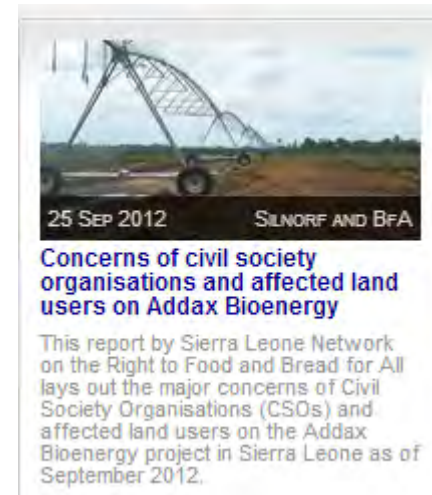 25 Sep 2012 Silnorf and BfA
Concerns of civil society
organisations and affected land
users on Addax Bioenergy
This report by Sierra Leone Network
on the Right to Food and Bread for All
lays out the major concerns of Civil
Society Organisations (CSOs) and
affected land users on the Addax
Bioenergy project in Sierra Leone as of
September 2012.